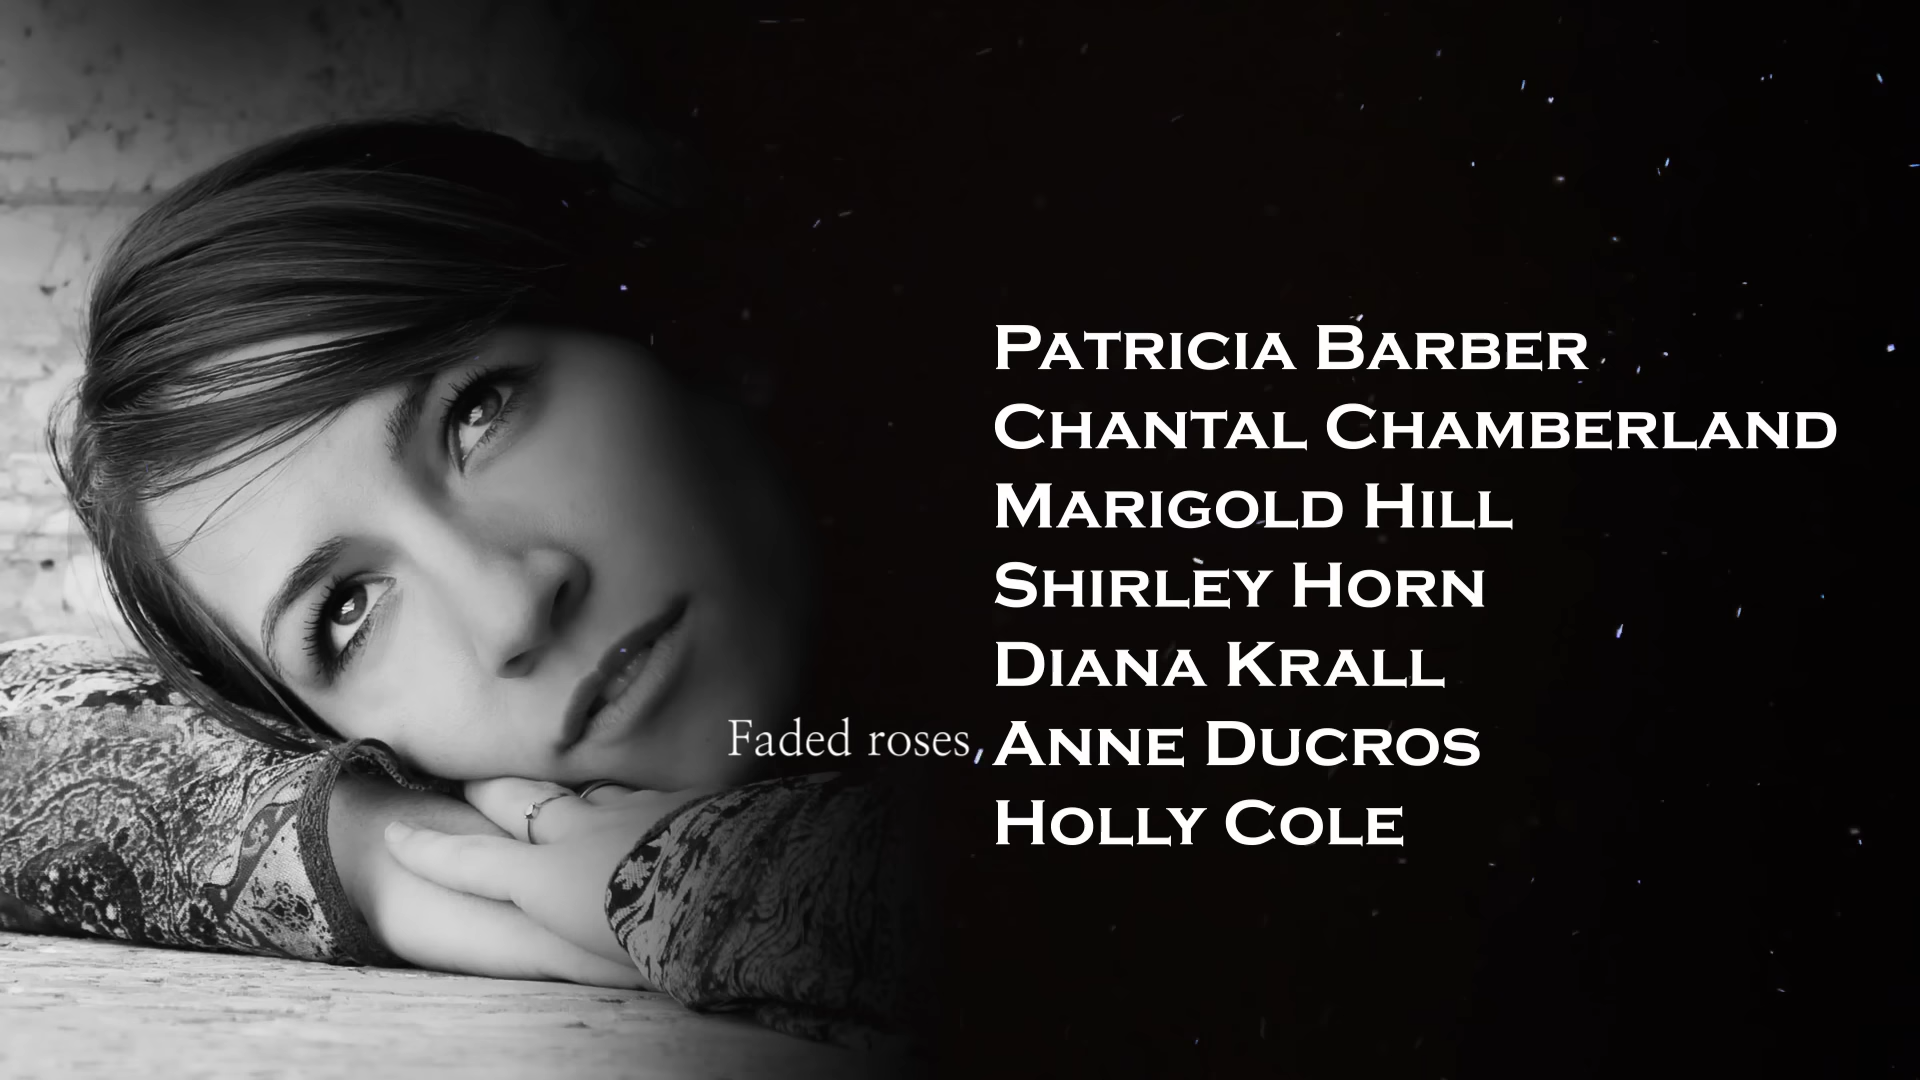 Patricia Barber
Chantal Chamberland
Marigold Hill
Shirley Horn
Diana Krall
Faded roses,
Anne Ducros
Holly Cole